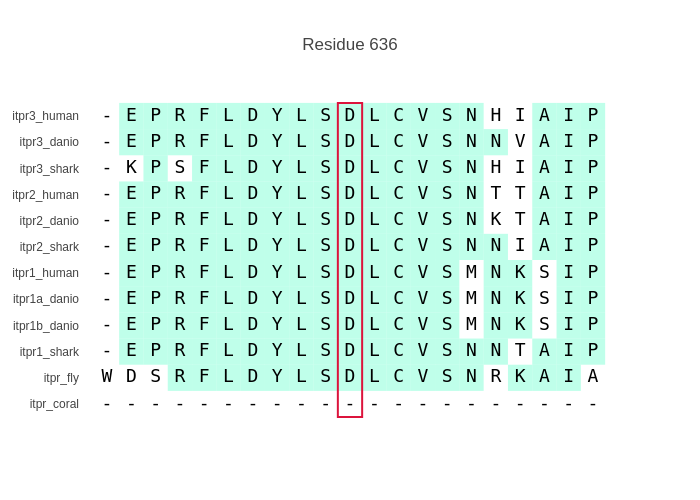 Residue 636
itpr3_human - E P R F L D Y L S D L C V S N H I A I P
itpr3_danio - E P R F L D Y L S D L C V S N N V A I P
itpr3_shark - K P S F L D Y L S D L C V S N H I A I P
itpr2_human - E P R F L D Y L S D L C V S N T T A I P
itpr2_danio - E P R F L D Y L S D L C V S N K T A I P
itpr2_shark - E P R F L D Y L S D L C V S N N I A I P
itpr1_human - E P R F L D Y L S D L C V S M N K S I P
itpr1a_danio - E P R F L D Y L S D L C V S M N K S I P
itpr1b_danio - E P R F L D Y L S D L C V S M N K S I P
itpr1_shark - E P R F L D Y L S D L C V S N N T A I P
itpr_fly W D S R F L D Y L S D L C V S N R K A I A
itpr_coral - - - - - - - - - - - - - - - - - - - - -